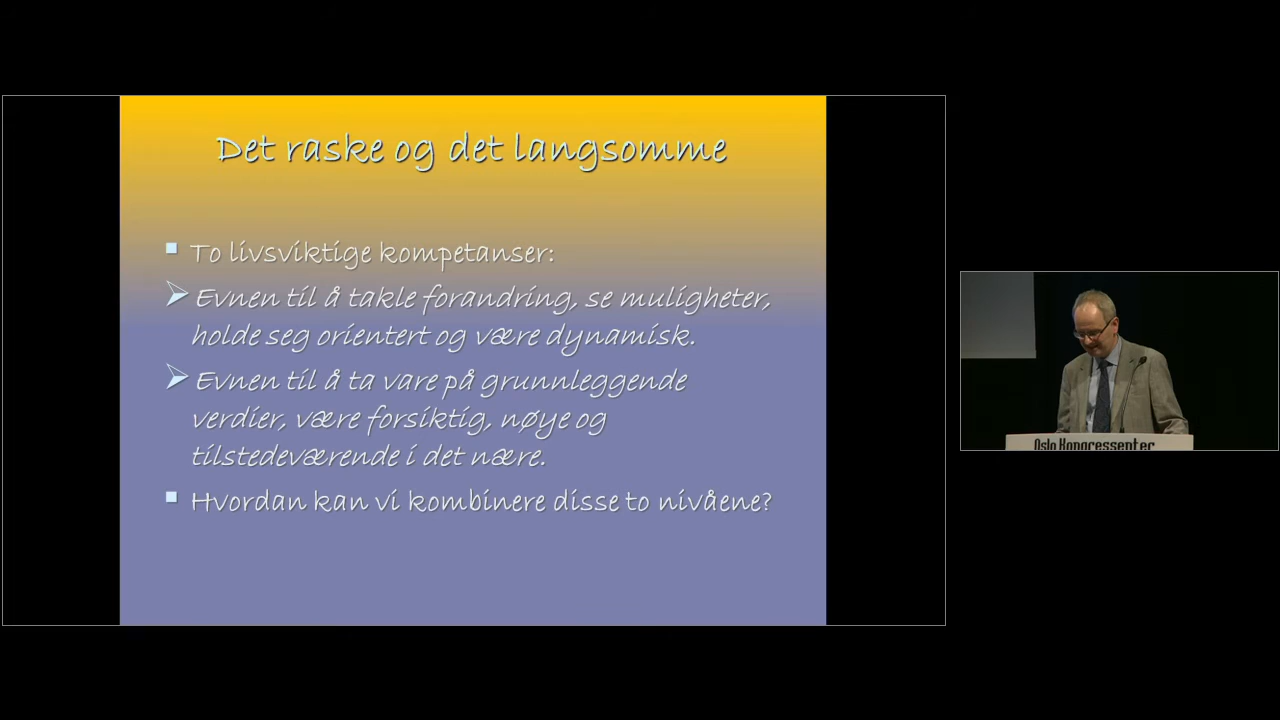 Det raske og det langsomme
To livsviktige kompetanser:
Evnen til å takle forandring, se muligheter,
holde seg orientert og være dynamisk.
Evnen til å ta vare på grunnleggende
verdier, være forsiktig, nøye og
tilstedeværende i det nære.
Hvordan kan vi kombinere disse to nivåene?
Oslo Kongressenter